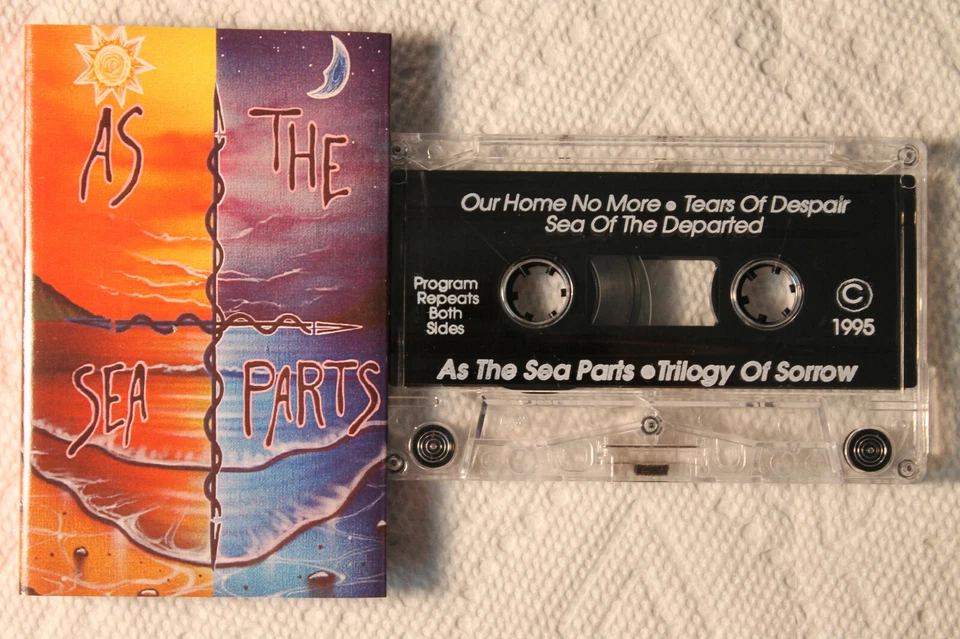 AS THE
SEA PARTS
Our Home No More • Tears Of Despair
Sea Of The Departed
Program
Repeats
Both
Sides
©
1995
As The Sea Parts • Trilogy Of Sorrow